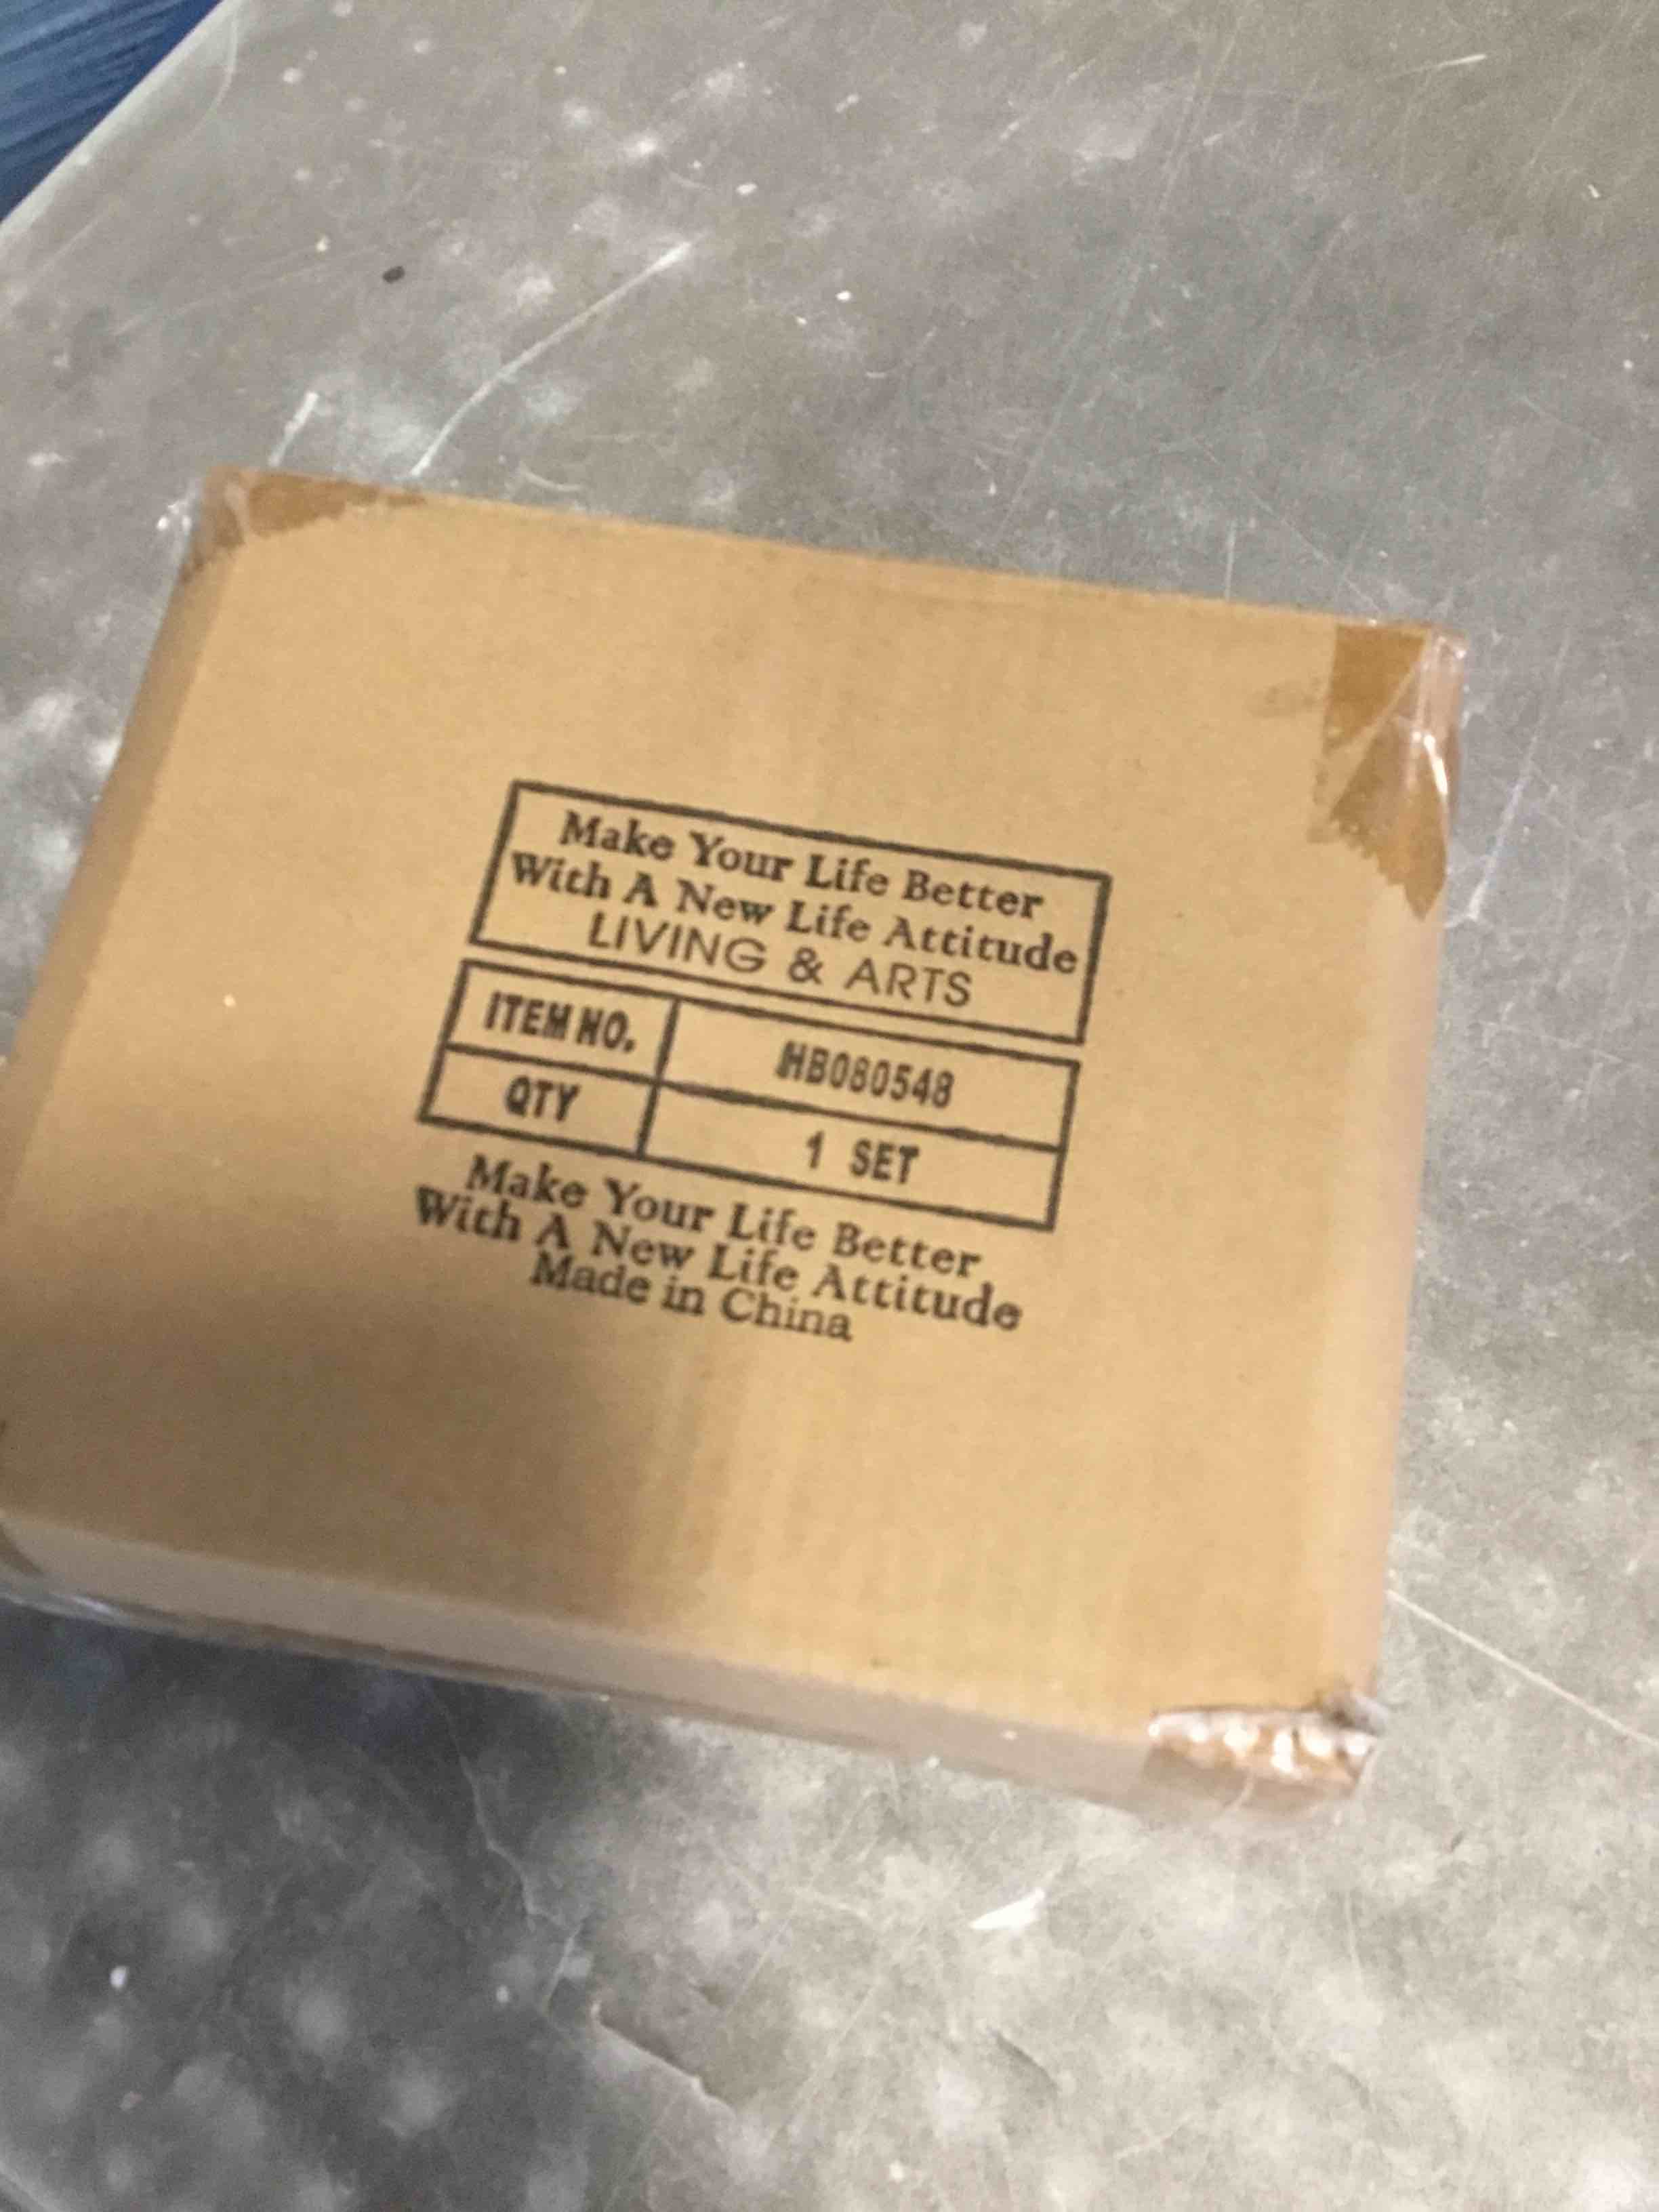 Make Your Life Better
With A New Life Attitude
LIVING & ARTS
ITEM NO. HB080548
QTY 1 SET
Make Your Life Better
With A New Life Attitude
Made in China